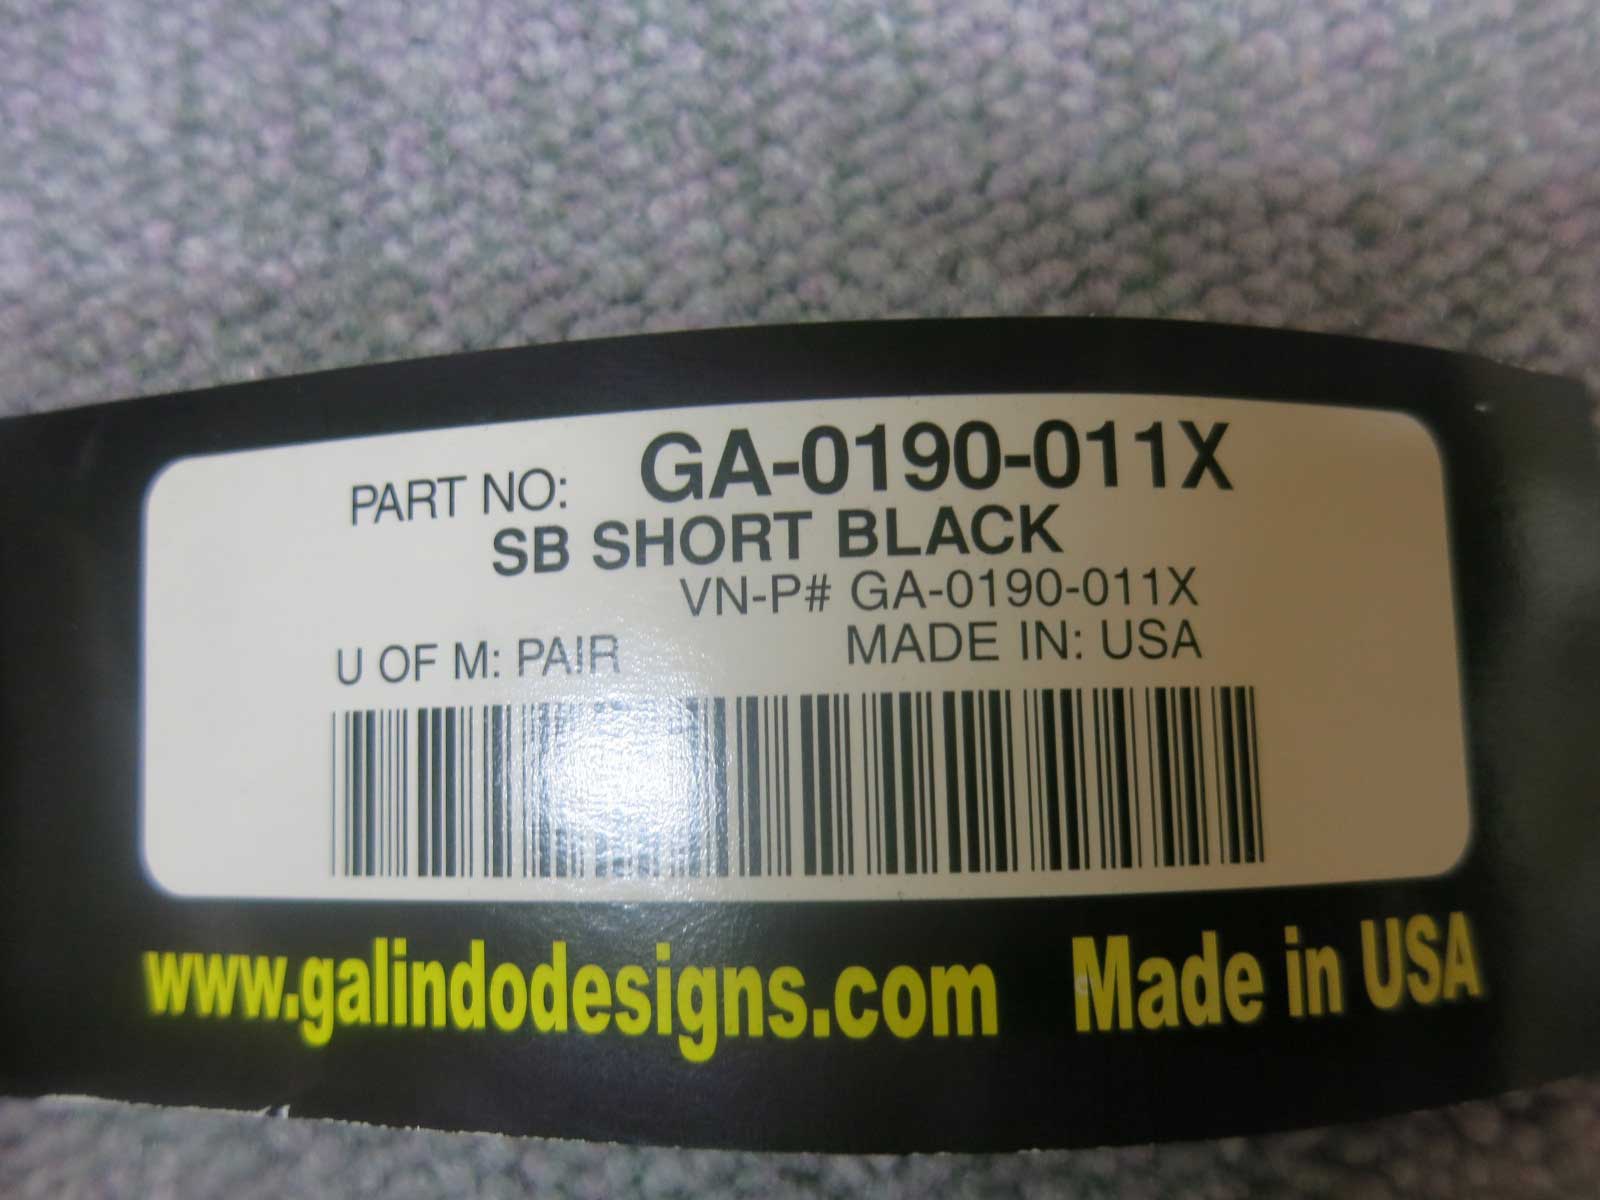 PART NO: GA-0190-011X
SB SHORT BLACK
VN-P# GA-0190-011X
U OF M: PAIR MADE IN: USA
www.galindodesigns.com Made in USA